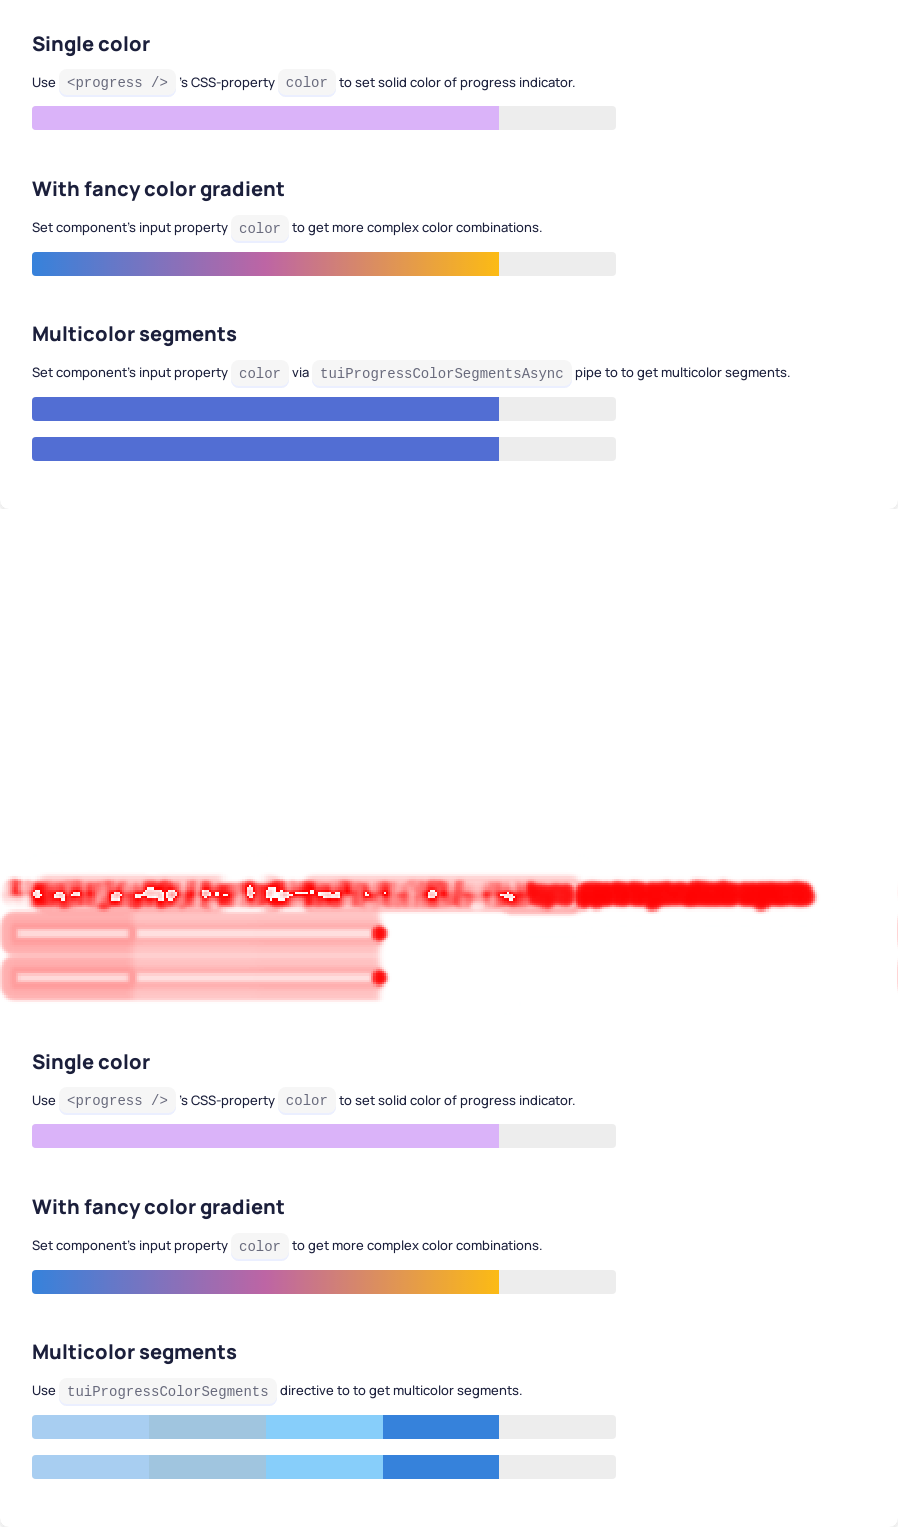 Single color
Use <progress /> 's CSS-property color to set solid color of progress indicator.
With fancy color gradient
Set component's input property color to get more complex color combinations.
Multicolor segments
Set component's input property color via tuiProgressColorSegmentsAsync pipe to to get multicolor segments.
Single color
Use <progress /> 's CSS-property color to set solid color of progress indicator.
With fancy color gradient
Set component's input property color to get more complex color combinations.
Multicolor segments
Use tuiProgressColorSegments directive to to get multicolor segments.